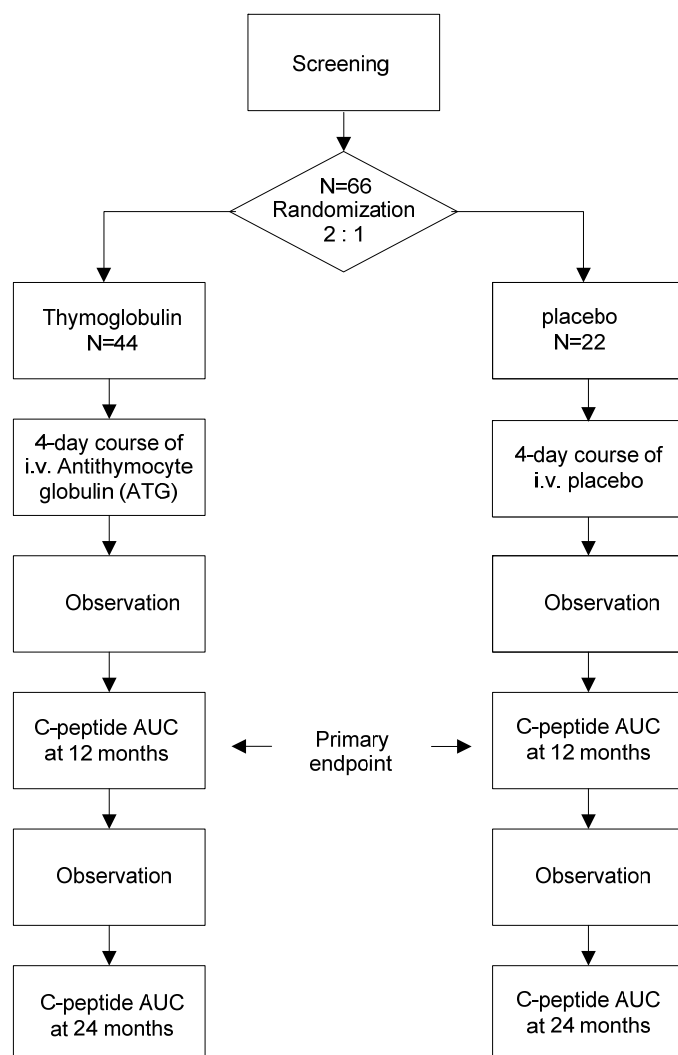 Screening
N=66
Randomization
2 : 1
Thymoglobulin
N=44
placebo
N=22
4-day course of
i.v. Antithymocyte
globulin (ATG)
4-day course of
i.v. placebo
Observation
Observation
C-peptide AUC
at 12 months
Primary
endpoint
C-peptide AUC
at 12 months
Observation
Observation
C-peptide AUC
at 24 months
C-peptide AUC
at 24 months